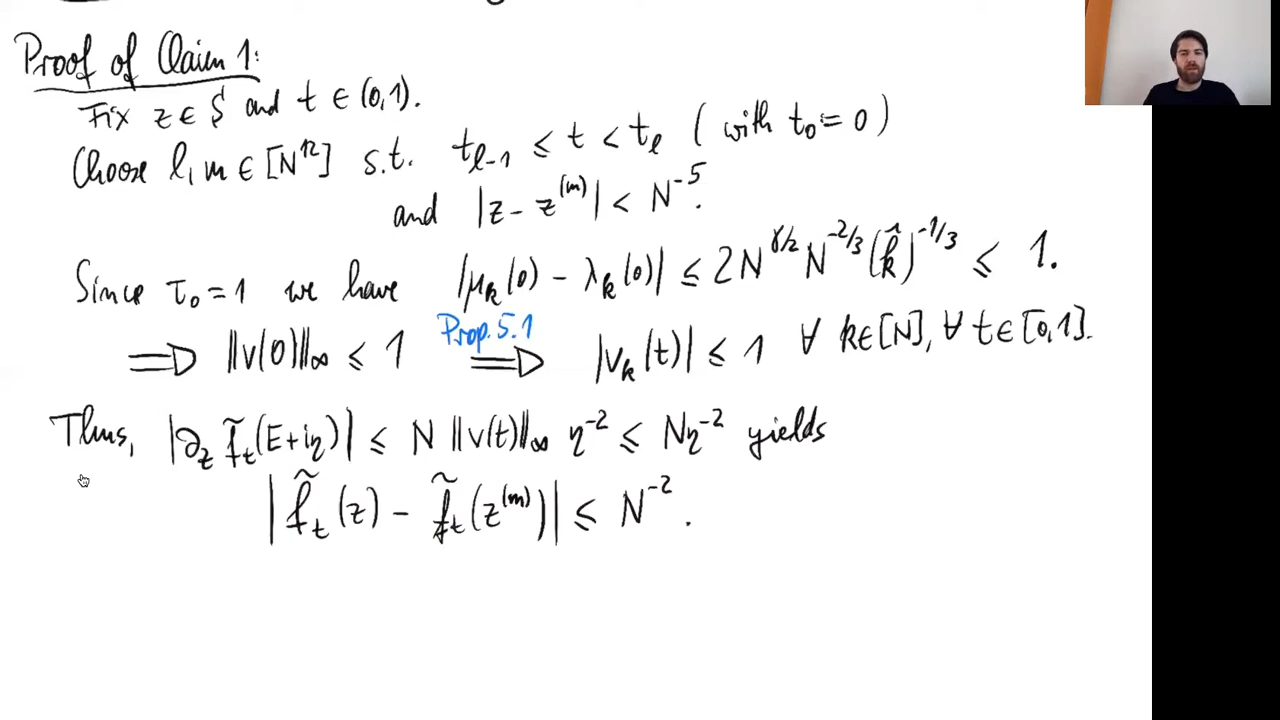 Proof of Claim 1:
Fix z ∈ S and t ∈ (0,1).
Choose l, m ∈ [N^12] s.t. t_{l-1} ≤ t < t_l (with t_0 = 0)
and |z - z^(m)| < N^-5.
Since τ_0 = 1 we have |μ_k(0) - λ_k(0)| ≤ 2N^{γ/2} N^{-2/3} (k̂)^{-1/3} ≤ 1.
⟹ ||v(0)||_∞ ≤ 1 Prop. 5.1 ⟹ |v_k(t)| ≤ 1 ∀ k∈[N], ∀ t∈[0,1].
Thus, |∂_z f̃_t(E+iη)| ≤ N ||v(t)||_∞ η^-2 ≤ Nη^-2 yields
|f̃_t(z) - f̃_t(z^(m))| ≤ N^-2.